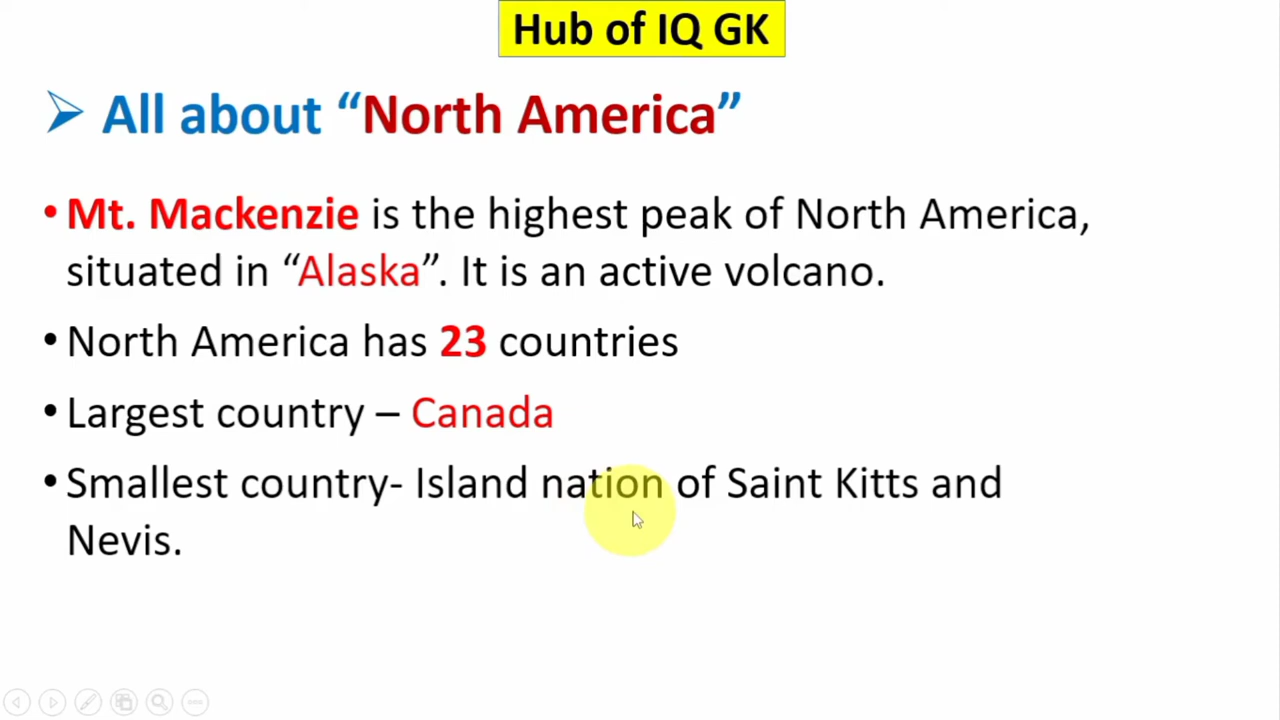 Hub of IQ GK
➢ All about “North America”
• Mt. Mackenzie is the highest peak of North America,
situated in “Alaska”. It is an active volcano.
• North America has 23 countries
• Largest country – Canada
• Smallest country- Island nation of Saint Kitts and
Nevis.